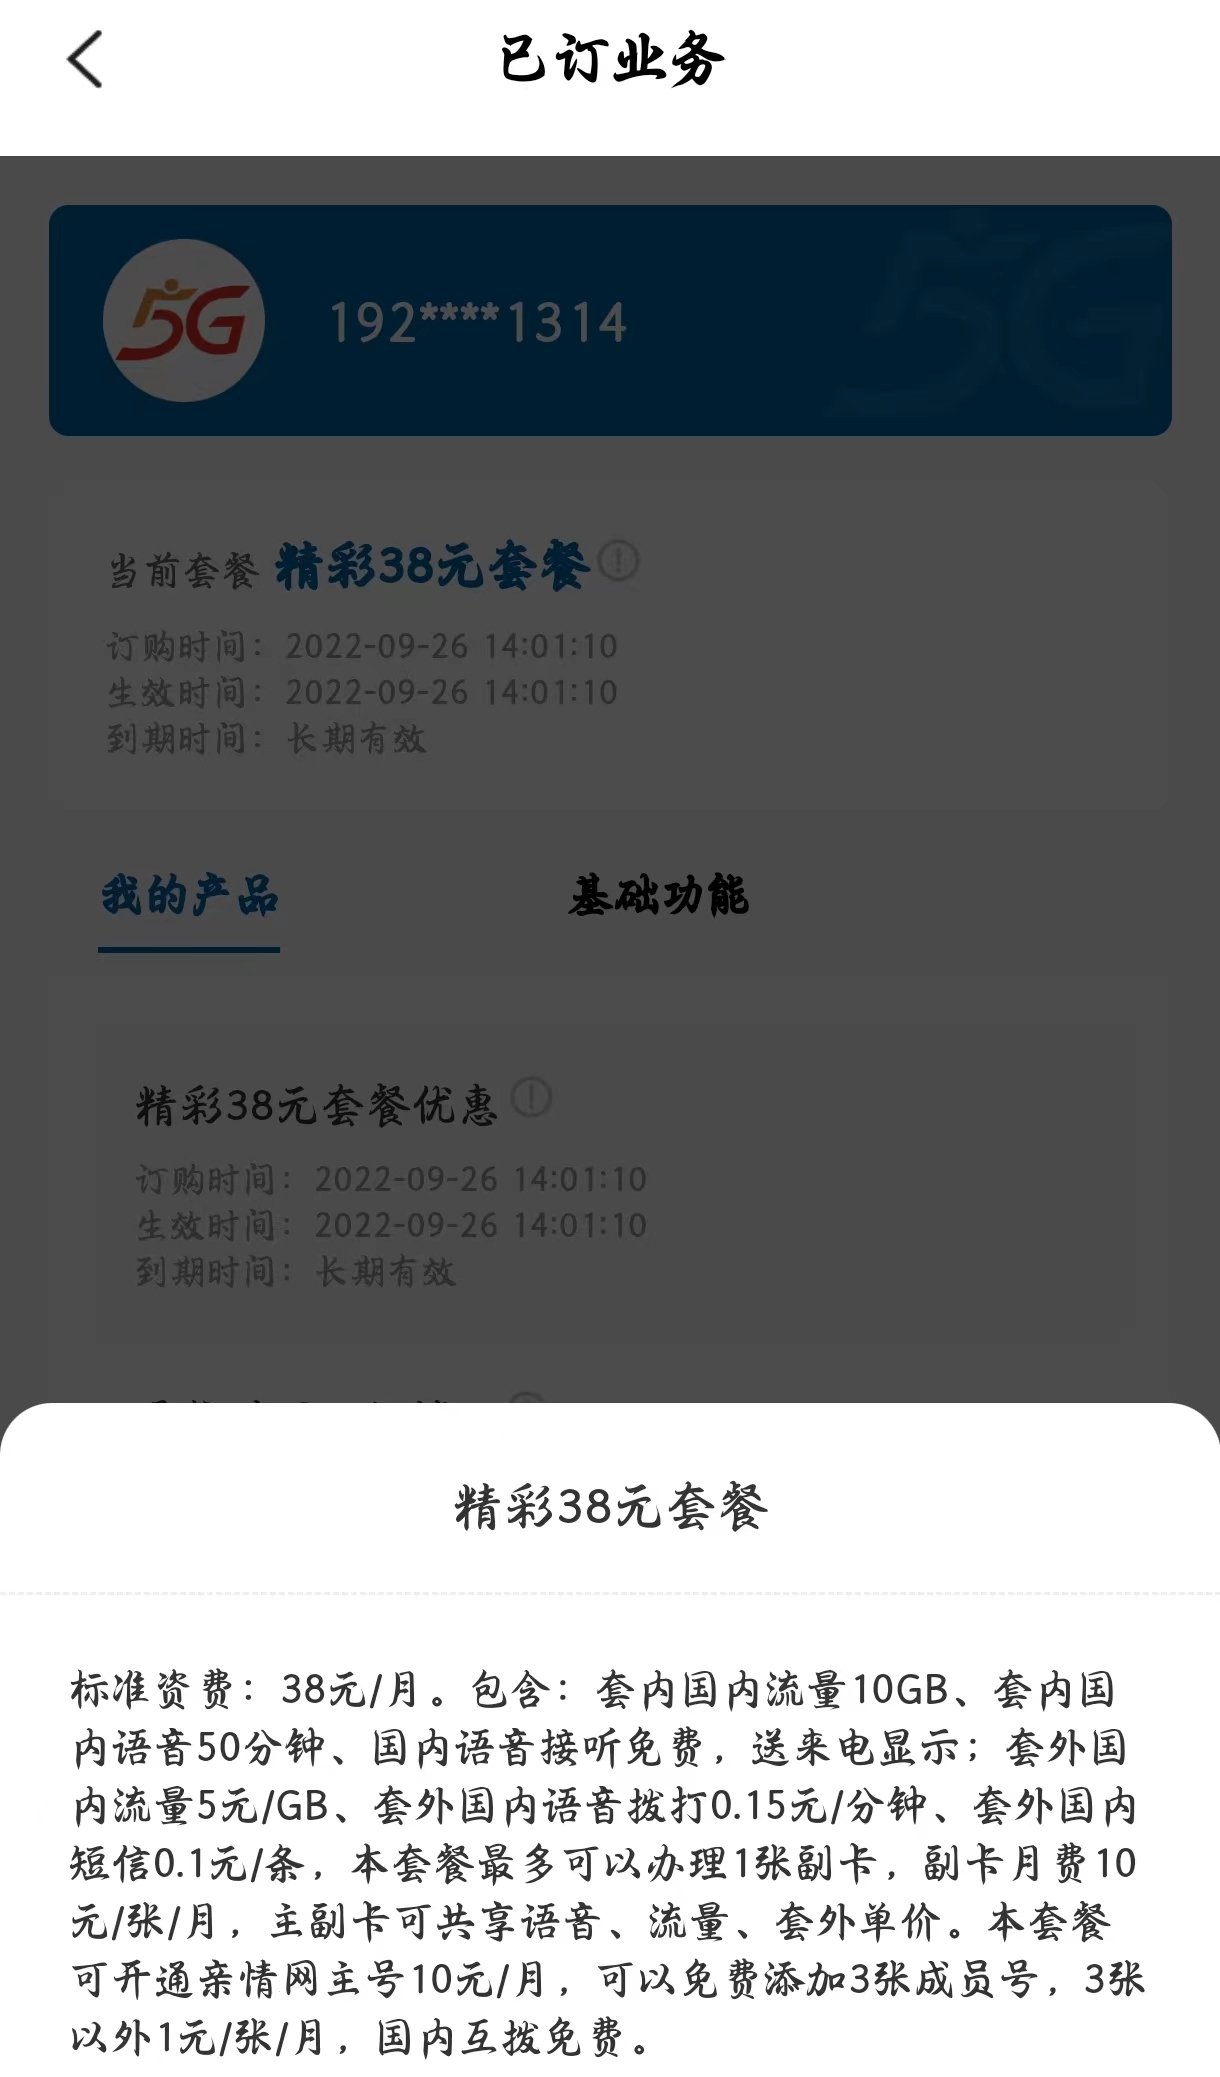 已订业务
5G
192****1314
当前套餐 精彩38元套餐
订购时间：2022-09-26 14:01:10
生效时间：2022-09-26 14:01:10
到期时间：长期有效
我的产品 基础功能
精彩38元套餐优惠
订购时间：2022-09-26 14:01:10
生效时间：2022-09-26 14:01:10
到期时间：长期有效
精彩38元套餐
标准资费：38元/月。包含：套内国内流量10GB、套内国
内语音50分钟、国内语音接听免费，送来电显示；套外国
内流量5元/GB、套外国内语音拨打0.15元/分钟、套外国内
短信0.1元/条，本套餐最多可以办理1张副卡，副卡月费10
元/张/月，主副卡可共享语音、流量、套外单价。本套餐
可开通亲情网主号10元/月，可以免费添加3张成员号，3张
以外1元/张/月，国内互拨免费。